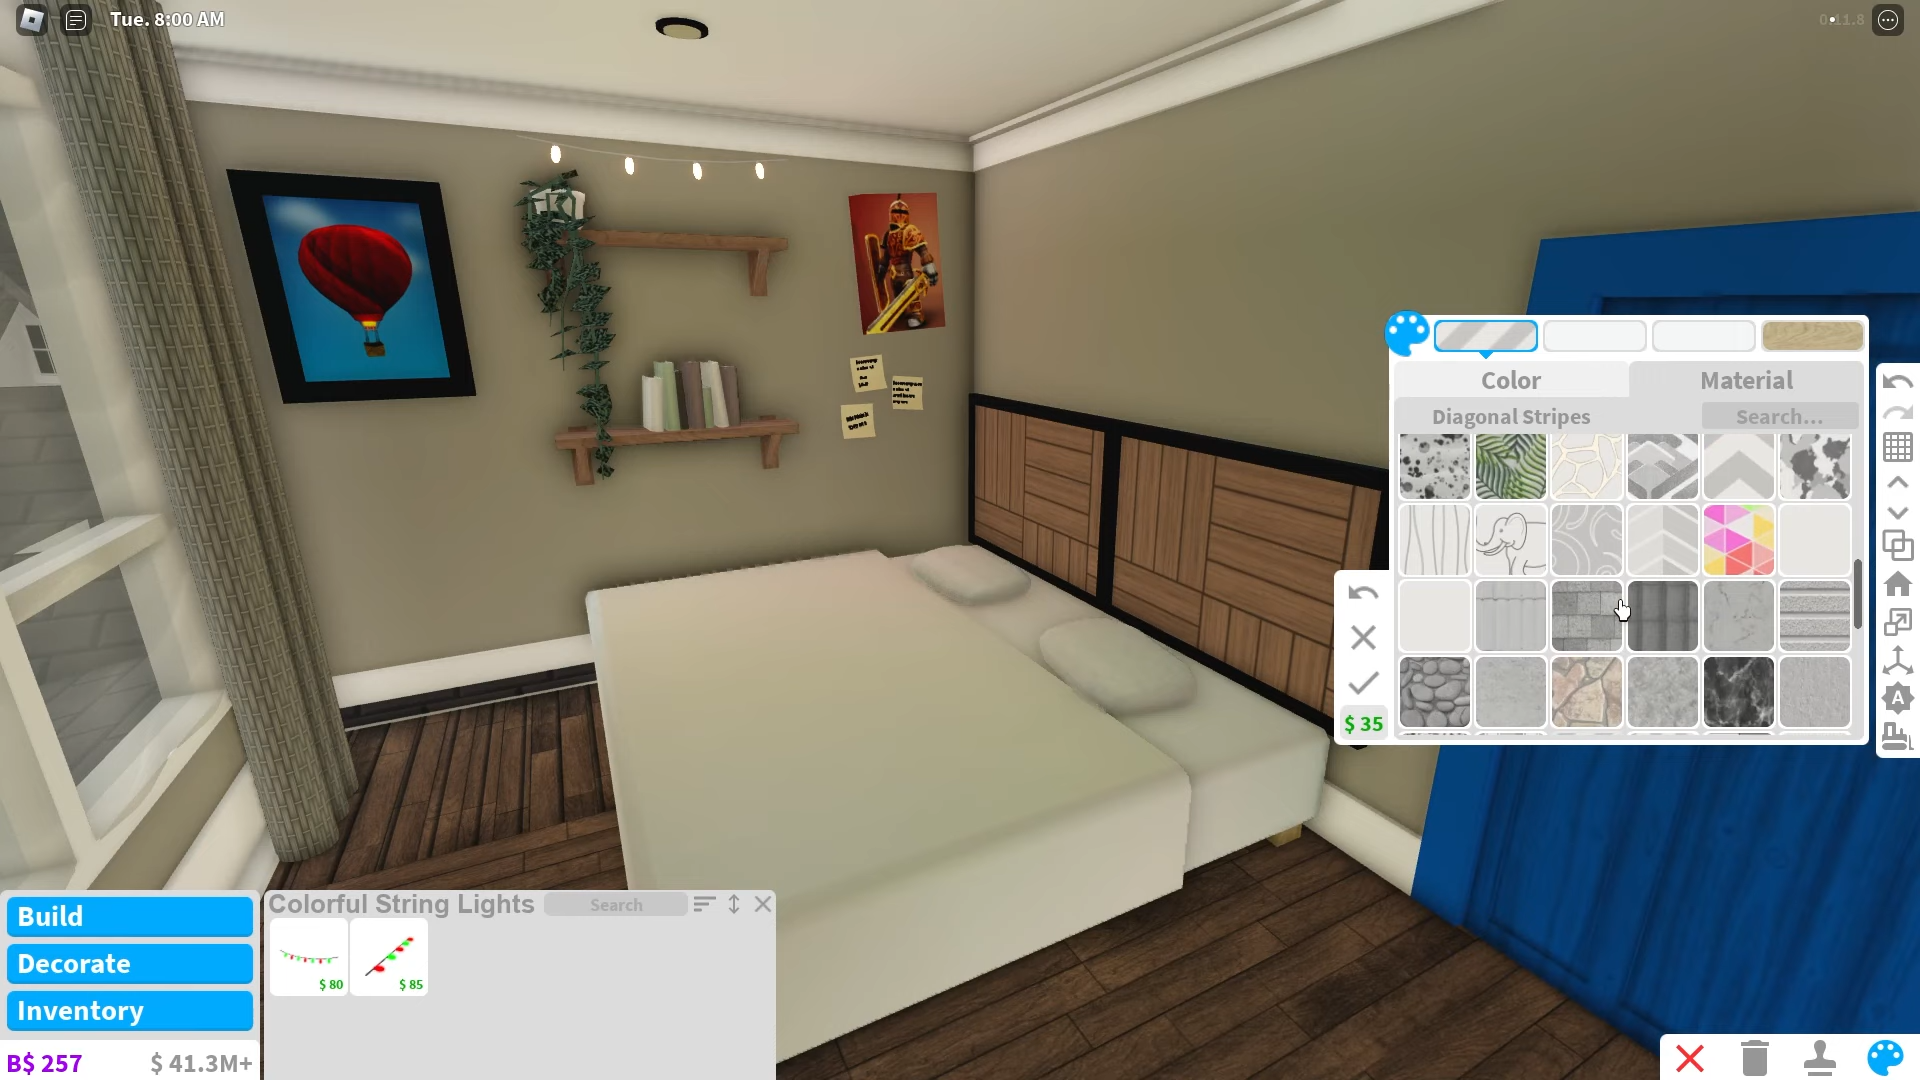 Tue. 8:00 AM
Color
Material
Diagonal Stripes
Search...
$ 35
Build
Decorate
Inventory
B$ 257
$ 41.3M+
Colorful String Lights
Search
$ 80
$ 85
A